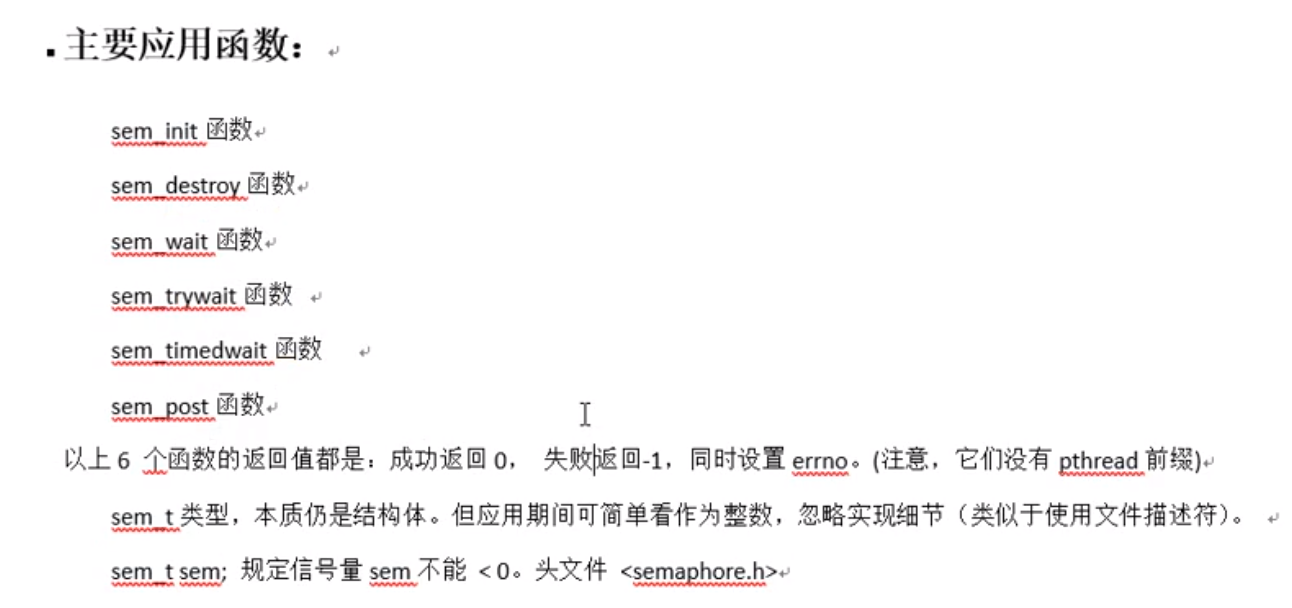 主要应用函数：
sem_init 函数
sem_destroy 函数
sem_wait 函数
sem_trywait 函数
sem_timedwait 函数
sem_post 函数
以上 6 个函数的返回值都是：成功返回 0， 失败返回-1，同时设置 errno。(注意，它们没有 pthread 前缀)
sem_t 类型，本质仍是结构体。但应用期间可简单看作为整数，忽略实现细节（类似于使用文件描述符）。
sem_t sem; 规定信号量 sem 不能 < 0。头文件 <semaphore.h>